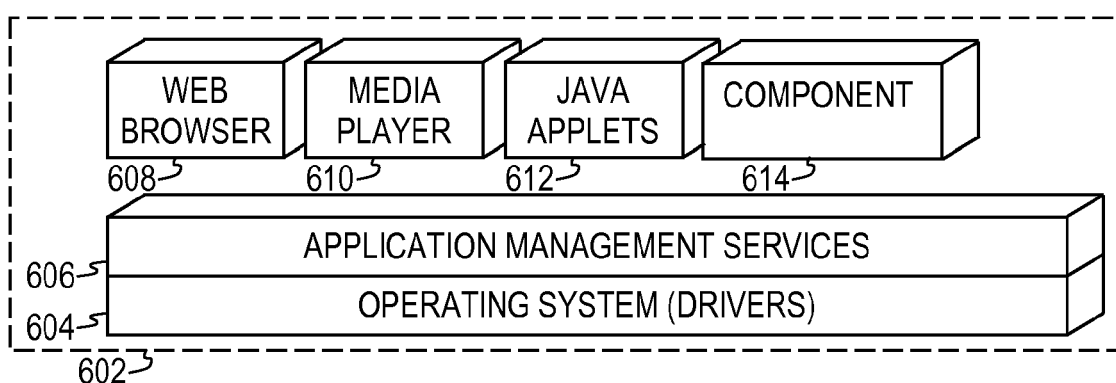 WEB
BROWSER
MEDIA
PLAYER
JAVA
APPLETS
COMPONENT
608
610
612
614
APPLICATION MANAGEMENT SERVICES
606
OPERATING SYSTEM (DRIVERS)
604
602